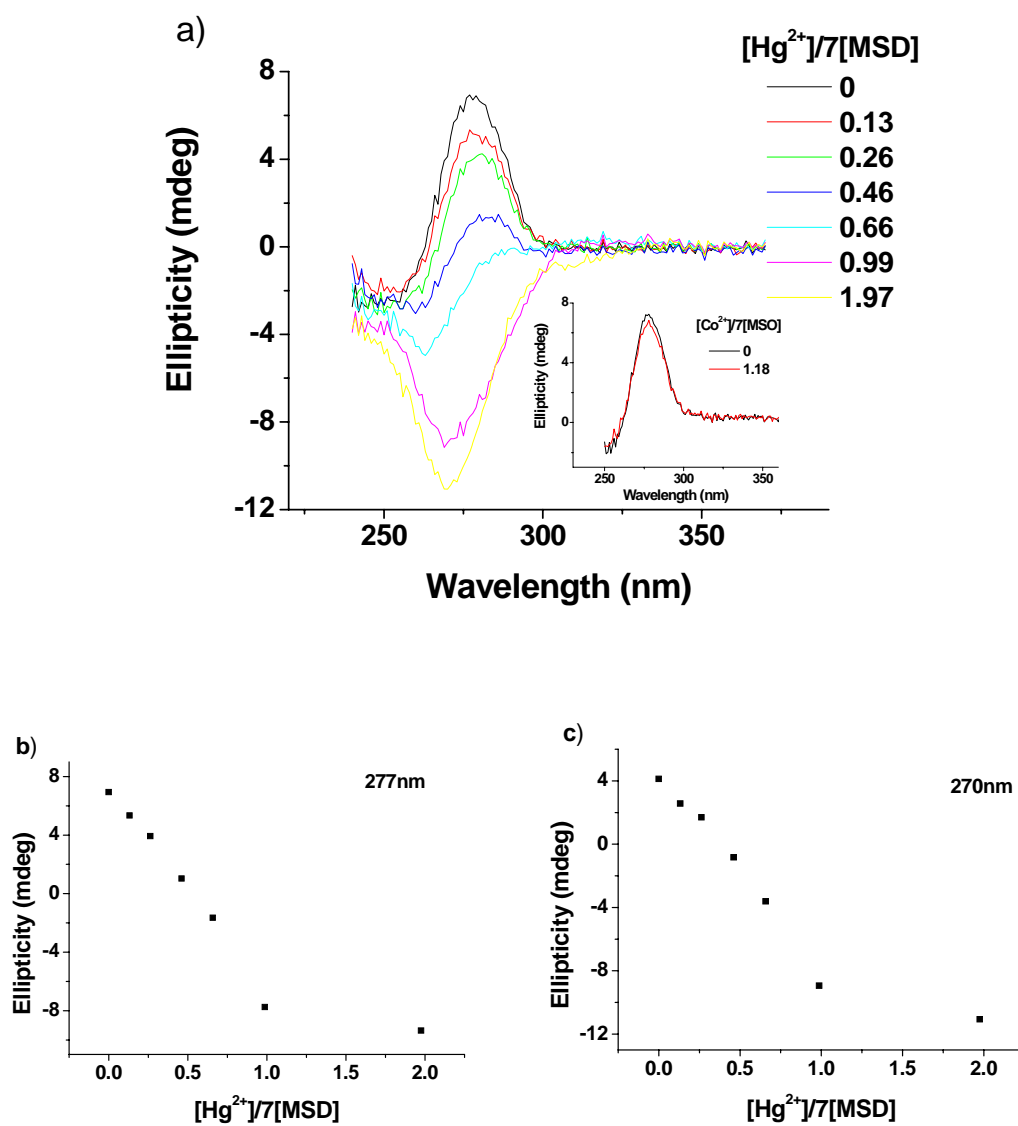 a)
[Hg2+]/7[MSD]
0
0.13
0.26
0.46
0.66
0.99
1.97
8
4
0
-4
-8
-12
Ellipticity (mdeg)
250
300
350
Wavelength (nm)
[Co2+]/7[MSO]
0
1.18
8
4
0
Ellipticity (mdeg)
250
300
350
Wavelength (nm)
b)
277nm
8
4
0
-4
-8
Ellipticity (mdeg)
0.0
0.5
1.0
1.5
2.0
[Hg2+]/7[MSD]
c)
270nm
4
0
-4
-8
-12
Ellipticity (mdeg)
0.0
0.5
1.0
1.5
2.0
[Hg2+]/7[MSD]